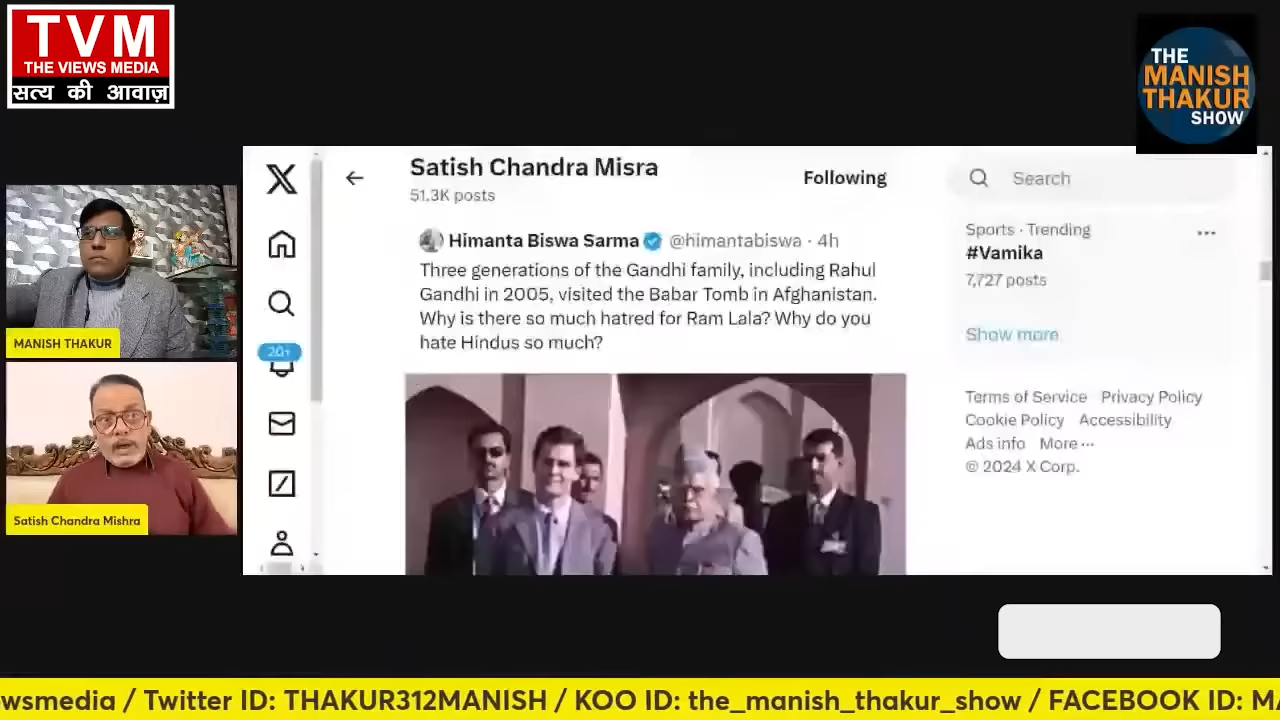 TVM
THE VIEWS MEDIA
सत्य की आवाज़
THE
MANISH
THAKUR
SHOW
MANISH THAKUR
Satish Chandra Mishra
Satish Chandra Misra
51.3K posts
Following
Search
Himanta Biswa Sarma @himantabiswa · 4h
Three generations of the Gandhi family, including Rahul
Gandhi in 2005, visited the Babar Tomb in Afghanistan.
Why is there so much hatred for Ram Lala? Why do you
hate Hindus so much?
20+
Sports · Trending
#Vamika
7,727 posts
Show more
Terms of Service Privacy Policy
Cookie Policy Accessibility
Ads info More ···
© 2024 X Corp.
wsmedia / Twitter ID: THAKUR312MANISH / KOO ID: the_manish_thakur_show / FACEBOOK ID: MA